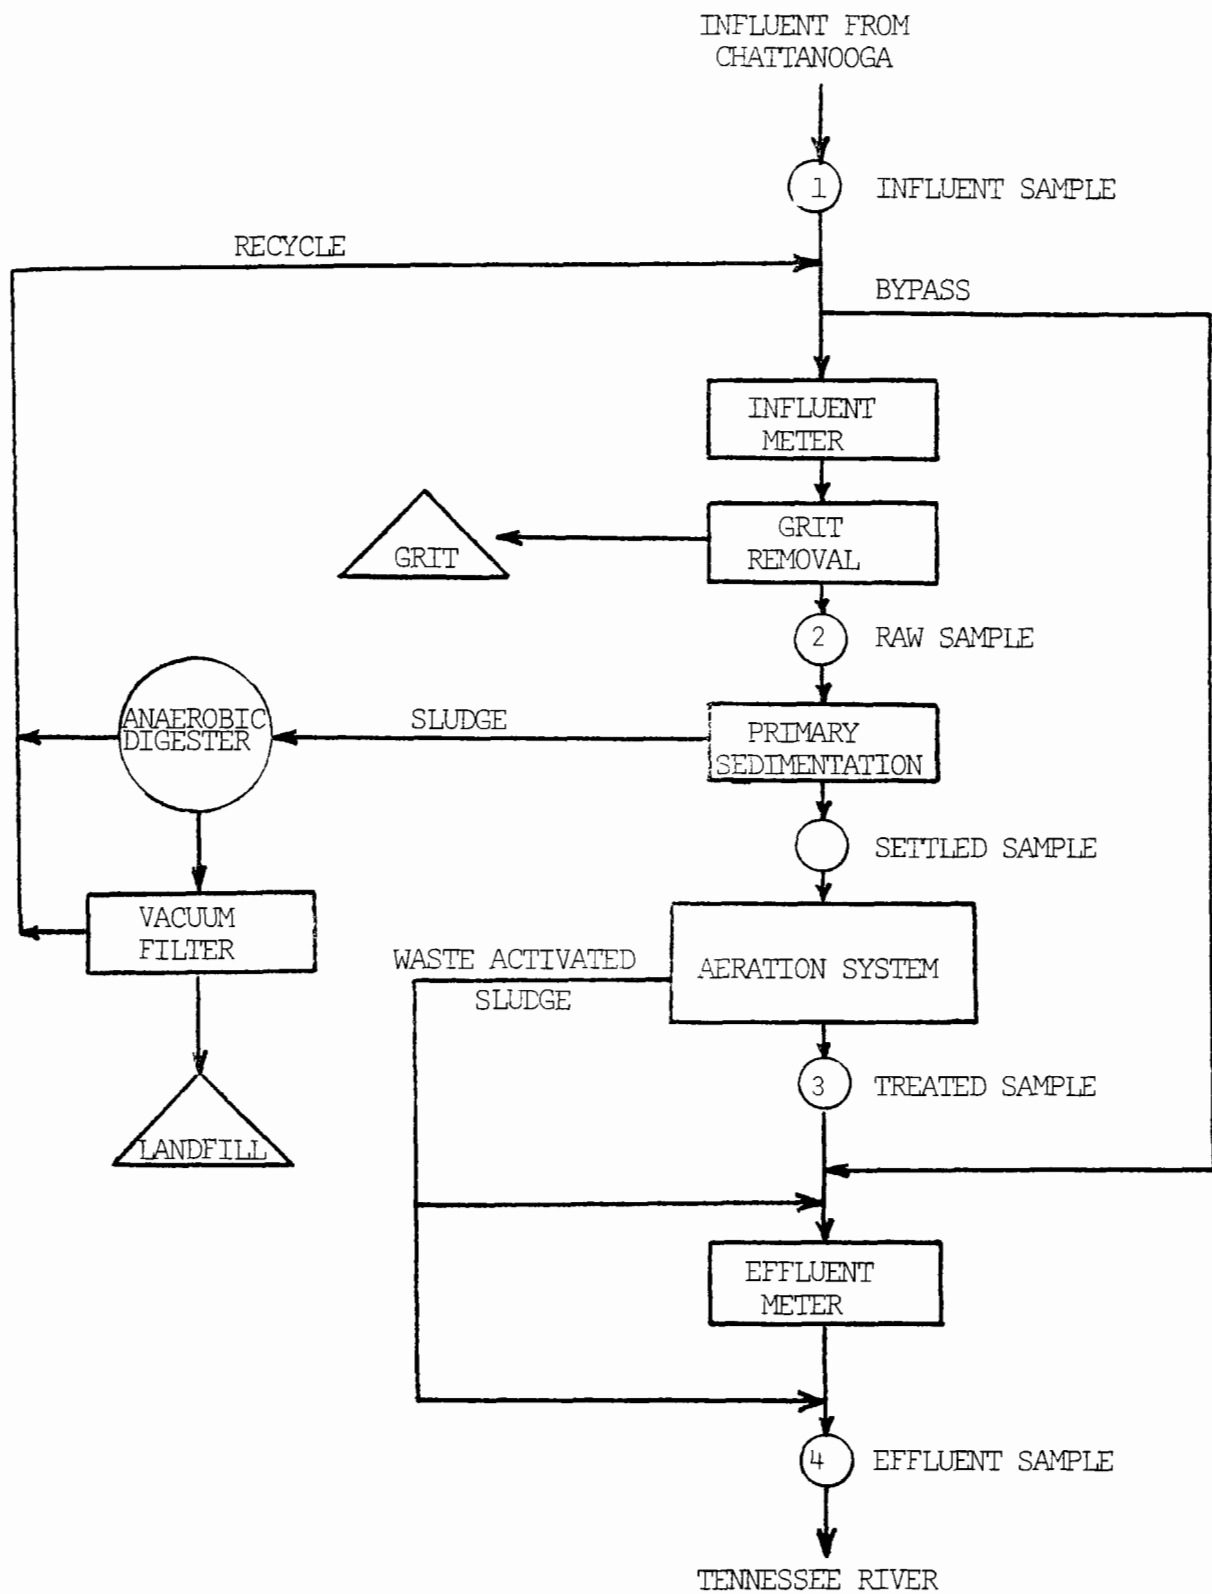 INFLUENT FROM
CHATTANOOGA
1
INFLUENT SAMPLE
RECYCLE
BYPASS
INFLUENT
METER
GRIT
GRIT
REMOVAL
2
RAW SAMPLE
ANAEROBIC
DIGESTER
SLUDGE
PRIMARY
SEDIMENTATION
SETTLED SAMPLE
VACUUM
FILTER
WASTE ACTIVATED
SLUDGE
AERATION SYSTEM
3
TREATED SAMPLE
LANDFILL
EFFLUENT
METER
4
EFFLUENT SAMPLE
TENNESSEE RIVER